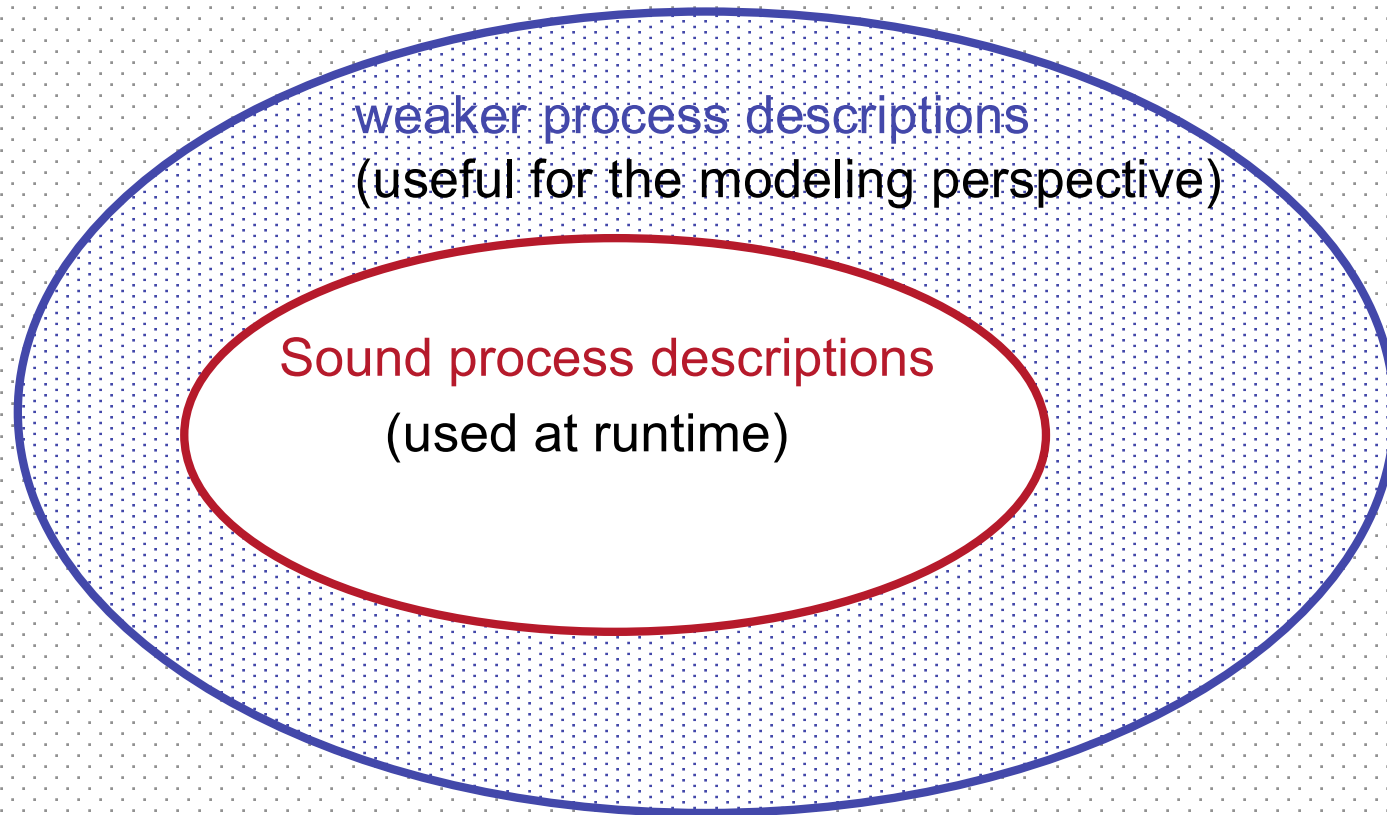 weaker process descriptions
(useful for the modeling perspective)
Sound process descriptions
(used at runtime)